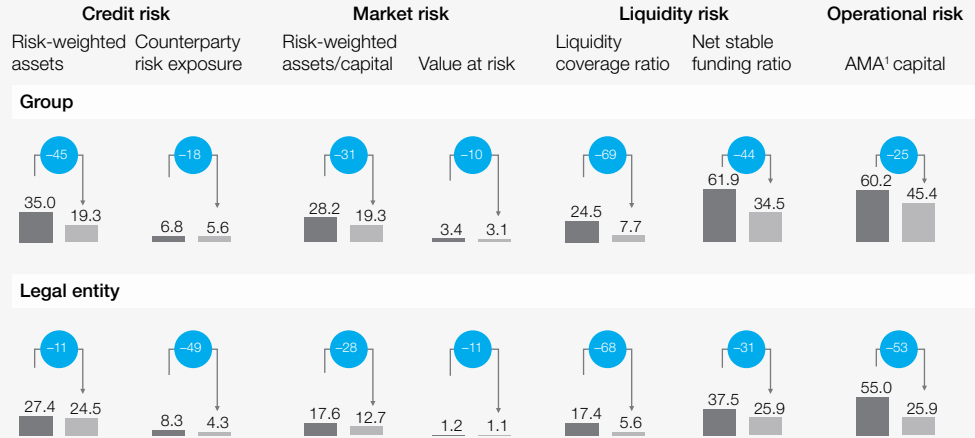 Credit risk Market risk Liquidity risk Operational risk
Risk-weighted assets Counterparty risk exposure Risk-weighted assets/capital Value at risk Liquidity coverage ratio Net stable funding ratio AMA¹ capital
Group
–45 –18 –31 –10 –69 –44 –25
35.0 19.3 6.8 5.6 28.2 19.3 3.4 3.1 24.5 7.7 61.9 34.5 60.2 45.4
Legal entity
–11 –49 –28 –11 –68 –31 –53
27.4 24.5 8.3 4.3 17.6 12.7 1.2 1.1 17.4 5.6 37.5 25.9 55.0 25.9